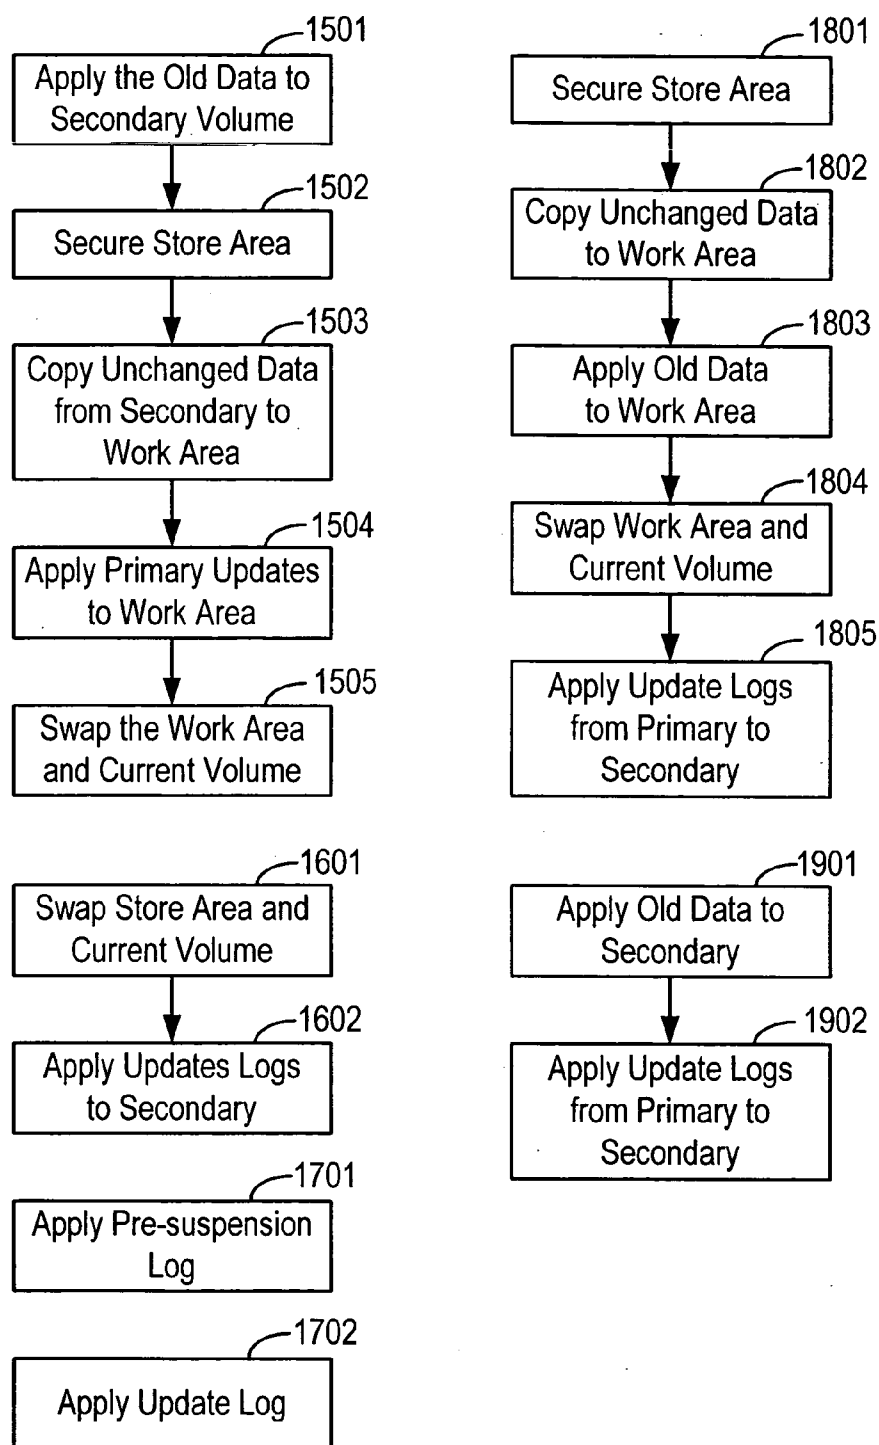 1501
Apply the Old Data to
Secondary Volume
1502
Secure Store Area
1503
Copy Unchanged Data
from Secondary to
Work Area
1504
Apply Primary Updates
to Work Area
1505
Swap the Work Area
and Current Volume
1601
Swap Store Area and
Current Volume
1602
Apply Updates Logs
to Secondary
1701
Apply Pre-suspension
Log
1702
Apply Update Log
1801
Secure Store Area
1802
Copy Unchanged Data
to Work Area
1803
Apply Old Data
to Work Area
1804
Swap Work Area and
Current Volume
1805
Apply Update Logs
from Primary to
Secondary
1901
Apply Old Data to
Secondary
1902
Apply Update Logs
from Primary to
Secondary